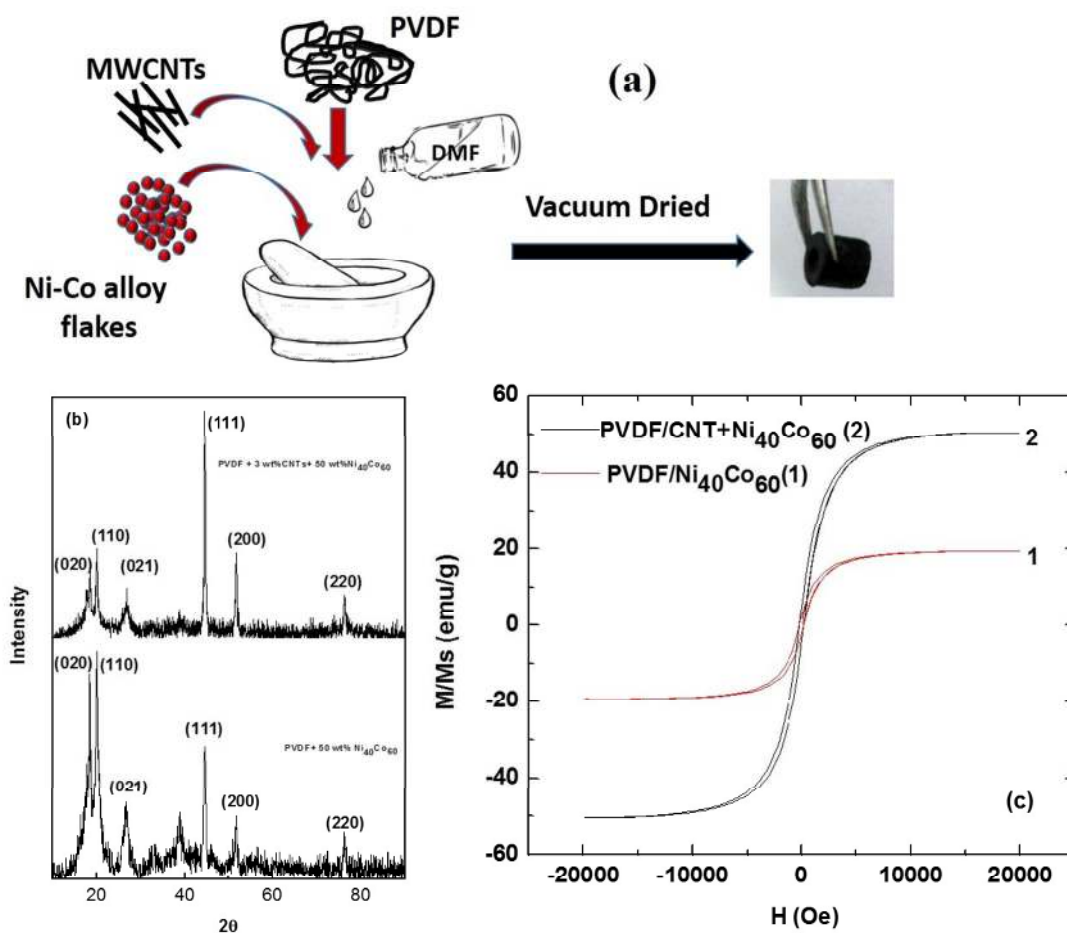 PVDF
MWCNTs
(a)
DMF
Vacuum Dried
Ni-Co alloy
flakes
(b)
(111)
PVDF + 3 wt%CNTs+ 50 wt%Ni40Co60
(110)
(020)
(021)
(200)
(220)
(020)
(110)
(111)
PVDF+ 50 wt% Ni40Co60
(021)
(200)
(220)
Intensity
20 40 60 80
2θ
60
40
20
0
-20
-40
-60
PVDF/CNT+Ni40Co60 (2)
PVDF/Ni40Co60(1)
2
1
M/Ms (emu/g)
(c)
-20000 -10000 0 10000 20000
H (Oe)